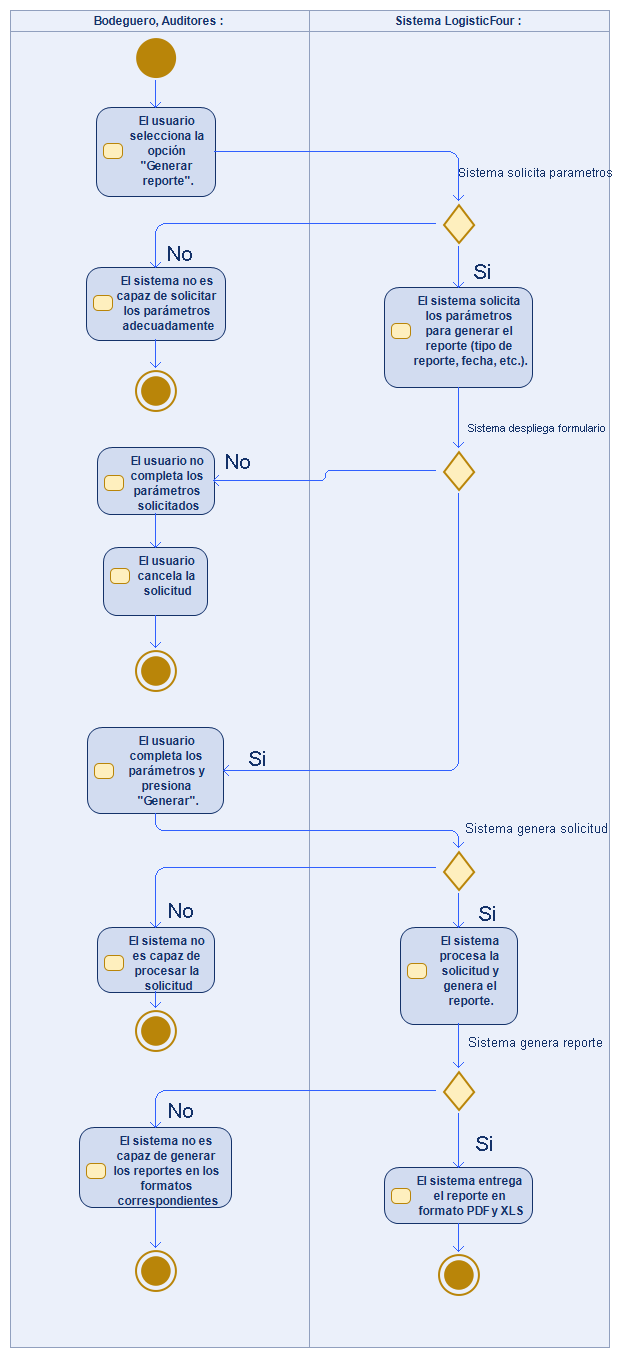 Bodeguero, Auditores :
Sistema LogisticFour :
El usuario
selecciona la
opción
"Generar
reporte".
Sistema solicita parametros
No
Si
El sistema no es
capaz de solicitar
los parámetros
adecuadamente
El sistema solicita
los parámetros
para generar el
reporte (tipo de
reporte, fecha, etc.).
Sistema despliega formulario
No
El usuario no
completa los
parámetros
solicitados
El usuario
cancela la
solicitud
El usuario
completa los
parámetros y
presiona
"Generar".
Si
Sistema genera solicitud
No
Si
El sistema no
es capaz de
procesar la
solicitud
El sistema
procesa la
solicitud y
genera el
reporte.
Sistema genera reporte
No
Si
El sistema no es
capaz de generar
los reportes en los
formatos
correspondientes
El sistema entrega
el reporte en
formato PDF y XLS